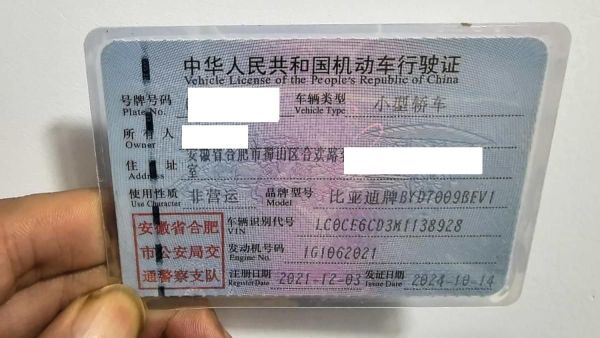 中华人民共和国机动车行驶证
Vehicle License of the People's Republic of China
号牌号码 车辆类型 小型轿车
Plate No. Vehicle Type
所有人
Owner
住址 安徽省合肥市蜀山区合欢路
Address 室
使用性质 非营运 品牌型号 比亚迪牌BYD7009BEV1
Use Character
安徽省合肥 车辆识别代号 LC0CE6CD3M1138928
VIN
市公安局交 发动机号码 1G1062021
Engine No.
通警察支队 注册日期 2021-12-03 发证日期 2024-10-14
Register Date Issue Date